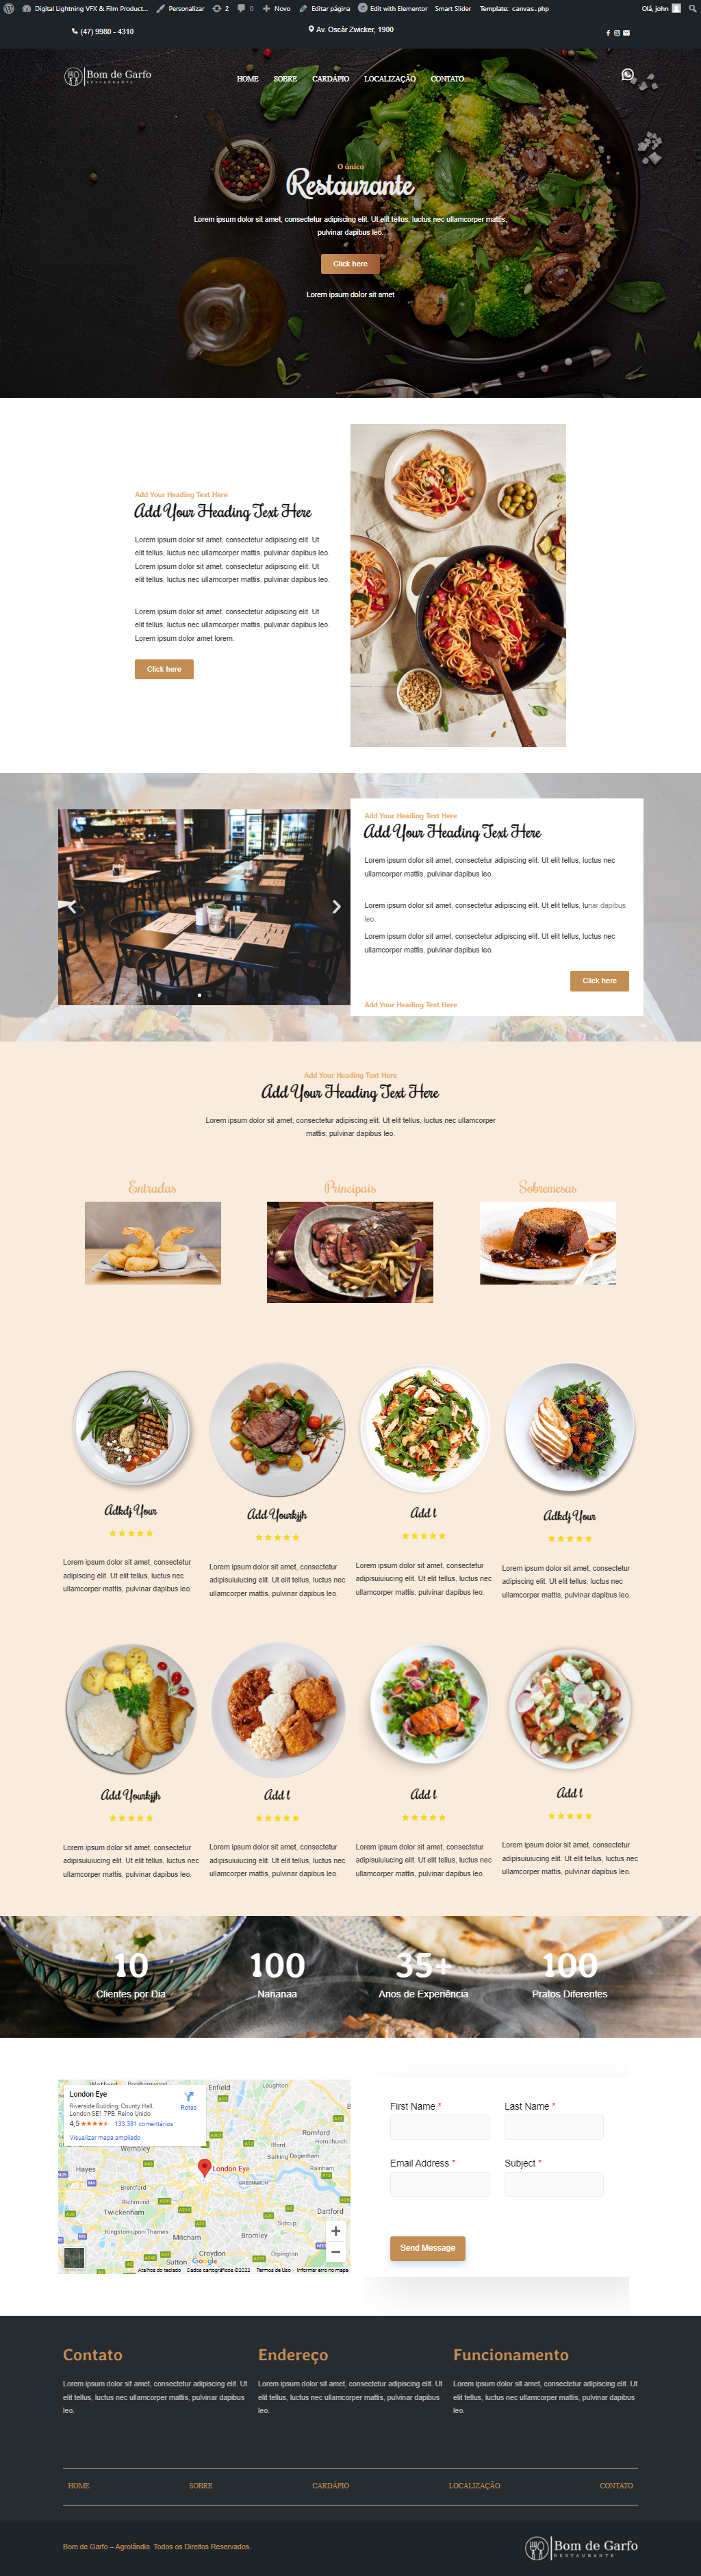 Digital Lightning VFX & Film Product... Personalizar 2 0 Novo Editar página Edit with Elementor Smart Slider Template: canvas.php Olá, john
(47) 9980 - 4310 Av. Oscár Zwicker, 1900
Bom de Garfo
RESTAURANTE
HOME SOBRE CARDÁPIO LOCALIZAÇÃO CONTATO
O único
Restaurante
Lorem ipsum dolor sit amet, consectetur adipiscing elit. Ut elit tellus, luctus nec ullamcorper mattis,
pulvinar dapibus leo.
Click here
Lorem ipsum dolor sit amet
Add Your Heading Text Here
Add Your Heading Text Here
Lorem ipsum dolor sit amet, consectetur adipiscing elit. Ut
elit tellus, luctus nec ullamcorper mattis, pulvinar dapibus leo.
Lorem ipsum dolor sit amet, consectetur adipiscing elit. Ut
elit tellus, luctus nec ullamcorper mattis, pulvinar dapibus leo.
Lorem ipsum dolor sit amet, consectetur adipiscing elit. Ut
elit tellus, luctus nec ullamcorper mattis, pulvinar dapibus leo.
Lorem ipsum dolor amet lorem.
Click here
Add Your Heading Text Here
Add Your Heading Text Here
Lorem ipsum dolor sit amet, consectetur adipiscing elit. Ut elit tellus, luctus nec
ullamcorper mattis, pulvinar dapibus leo.
Lorem ipsum dolor sit amet, consectetur adipiscing elit. Ut elit tellus, lunar dapibus
leo.
Lorem ipsum dolor sit amet, consectetur adipiscing elit. Ut elit tellus, luctus nec
ullamcorper mattis, pulvinar dapibus leo.
Click here
Add Your Heading Text Here
Add Your Heading Text Here
Add Your Heading Text Here
Lorem ipsum dolor sit amet, consectetur adipiscing elit. Ut elit tellus, luctus nec ullamcorper
mattis, pulvinar dapibus leo.
Entradas Principais Sobremesas
Adkdj Your
Lorem ipsum dolor sit amet, consectetur
adipiscing elit. Ut elit tellus, luctus nec
ullamcorper mattis, pulvinar dapibus leo.
Add Yourkjjh
Lorem ipsum dolor sit amet, consectetur
adipisuiuiucing elit. Ut elit tellus, luctus nec
ullamcorper mattis, pulvinar dapibus leo.
Add t
Lorem ipsum dolor sit amet, consectetur
adipisuiuiucing elit. Ut elit tellus, luctus nec
ullamcorper mattis, pulvinar dapibus leo.
Adkdj Your
Lorem ipsum dolor sit amet, consectetur
adipiscing elit. Ut elit tellus, luctus nec
ullamcorper mattis, pulvinar dapibus leo.
Add Yourkjjh
Lorem ipsum dolor sit amet, consectetur
adipisuiuiucing elit. Ut elit tellus, luctus nec
ullamcorper mattis, pulvinar dapibus leo.
Add t
Lorem ipsum dolor sit amet, consectetur
adipisuiuiucing elit. Ut elit tellus, luctus nec
ullamcorper mattis, pulvinar dapibus leo.
Add t
Lorem ipsum dolor sit amet, consectetur
adipisuiuiucing elit. Ut elit tellus, luctus nec
ullamcorper mattis, pulvinar dapibus leo.
Add t
Lorem ipsum dolor sit amet, consectetur
adipisuiuiucing elit. Ut elit tellus, luctus nec
ullamcorper mattis, pulvinar dapibus leo.
10 100 35+ 100
Clientes por Dia Nananaa Anos de Experiência Pratos Diferentes
London Eye
Riverside Building, County Hall,
London SE1 7PB, Reino Unido
4,5 133.381 comentários
Visualizar mapa ampliado
Rotas
Enfield
Loughton
Romford
Hornchurch
Ilford
Barking Dagenham
Rainham
Wembley
Hayes
London Eye
GREENWICH
Brentford
Richmond
Dartford
Twickenham
Sidcup
Kingston upon Thames
Mitcham
Bromley
Croydon
Orpington
Sutton
Google
Atalhos do teclado Dados cartográficos ©2022 Termos de Uso Informar erro no mapa
First Name * Last Name *
Email Address * Subject *
Send Message
Contato
Lorem ipsum dolor sit amet, consectetur adipiscing elit. Ut
elit tellus, luctus nec ullamcorper mattis, pulvinar dapibus
leo.
Endereço
Lorem ipsum dolor sit amet, consectetur adipiscing elit. Ut
elit tellus, luctus nec ullamcorper mattis, pulvinar dapibus
leo.
Funcionamento
Lorem ipsum dolor sit amet, consectetur adipiscing elit. Ut
elit tellus, luctus nec ullamcorper mattis, pulvinar dapibus
leo.
HOME SOBRE CARDÁPIO LOCALIZAÇÃO CONTATO
Bom de Garfo – Agrolândia. Todos os Direitos Reservados.
Bom de Garfo
RESTAURANTE